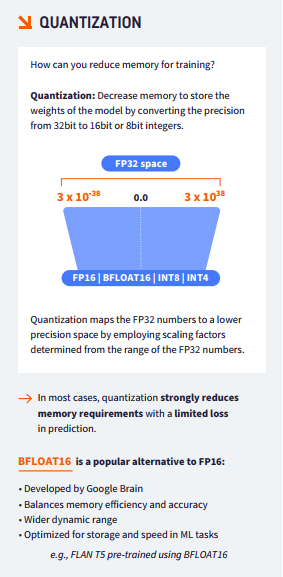 QUANTIZATION
How can you reduce memory for training?
Quantization: Decrease memory to store the
weights of the model by converting the precision
from 32bit to 16bit or 8bit integers.
FP32 space
3 x 10-38 0.0 3 x 1038
FP16 | BFLOAT16 | INT8 | INT4
Quantization maps the FP32 numbers to a lower
precision space by employing scaling factors
determined from the range of the FP32 numbers.
→ In most cases, quantization strongly reduces
memory requirements with a limited loss
in prediction.
BFLOAT16 is a popular alternative to FP16:
• Developed by Google Brain
• Balances memory efficiency and accuracy
• Wider dynamic range
• Optimized for storage and speed in ML tasks
e.g., FLAN T5 pre-trained using BFLOAT16